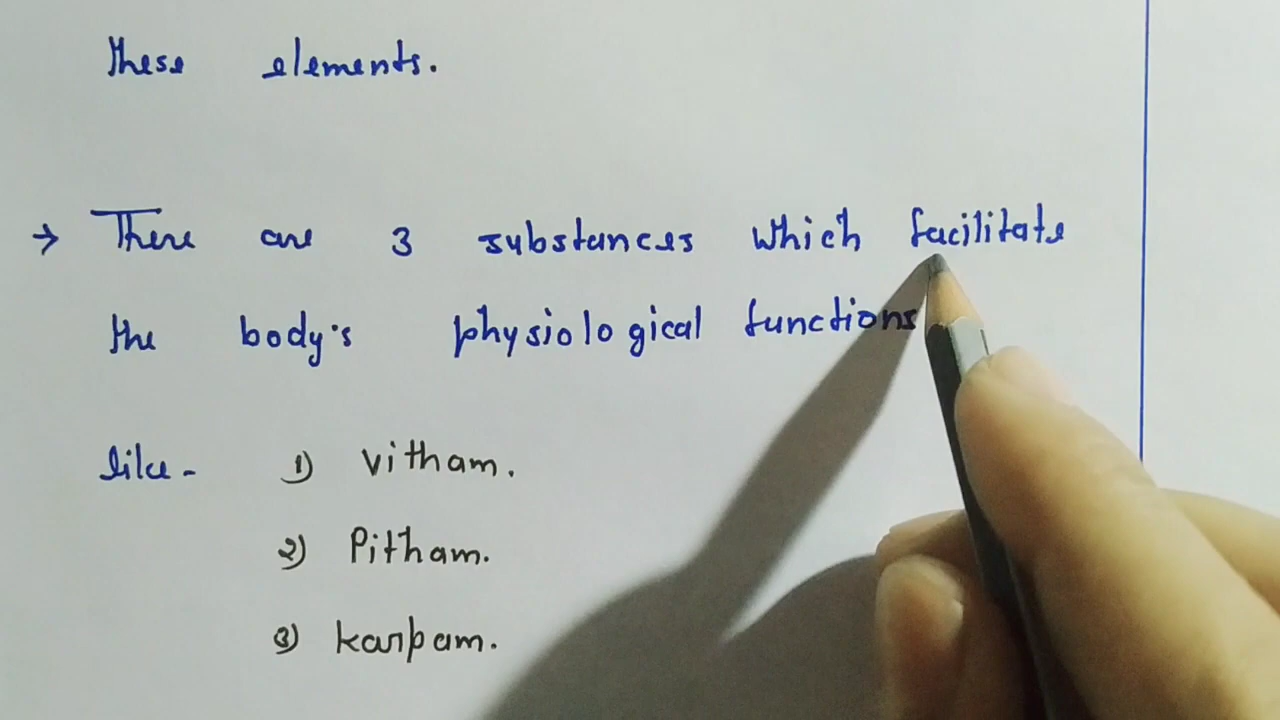 these elements.
→ There are 3 substances which facilitate
the body's physiological functions
like - 1) Vitham.
2) Pitham.
3) karpam.